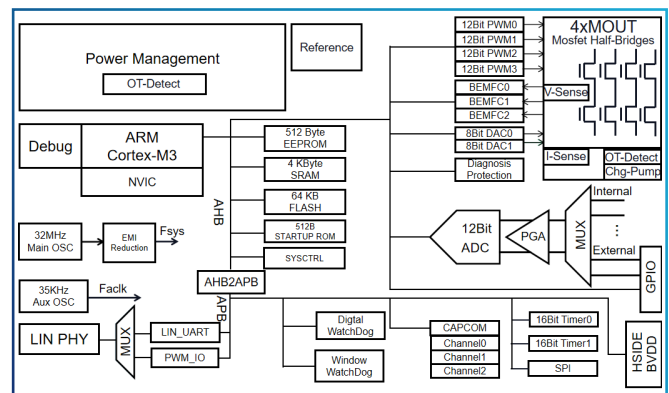 Power Management
OT-Detect
Reference
12Bit PWM0
12Bit PWM1
12Bit PWM2
12Bit PWM3
BEMFC0
BEMFC1
BEMFC2
8Bit DAC0
8Bit DAC1
Diagnosis
Protection
4xMOUT
Mosfet Half-Bridges
V-Sense
I-Sense
OT-Detect
Chg-Pump
Debug
ARM
Cortex-M3
NVIC
512 Byte
EEPROM
4 KByte
SRAM
64 KB
FLASH
512B
STARTUP ROM
SYSCTRL
AHB
12Bit
ADC
PGA
MUX
Internal
...
External
GPIO
32MHz
Main OSC
EMI
Reduction
Fsys
35KHz
Aux OSC
Faclk
AHB2APB
APB
LIN PHY
MUX
LIN_UART
PWM_IO
Digtal
WatchDog
Window
WatchDog
CAPCOM
Channel0
Channel1
Channel2
16Bit Timer0
16Bit Timer1
SPI
HSIDE
BVDD